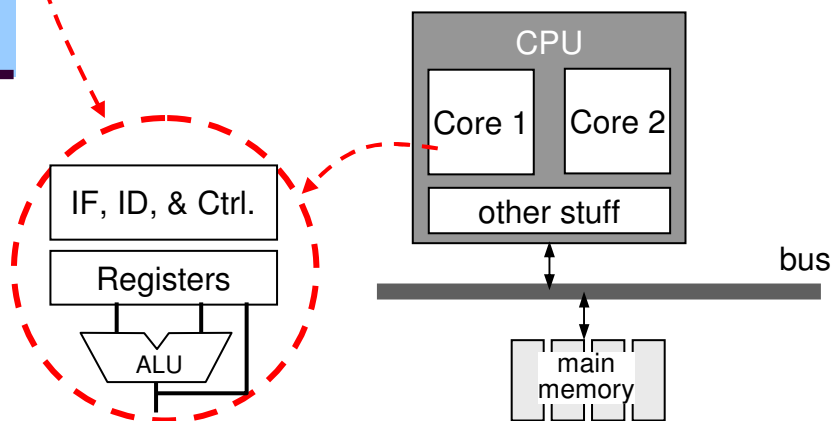 CPU
Core 1
Core 2
other stuff
IF, ID, & Ctrl.
Registers
ALU
bus
main
memory